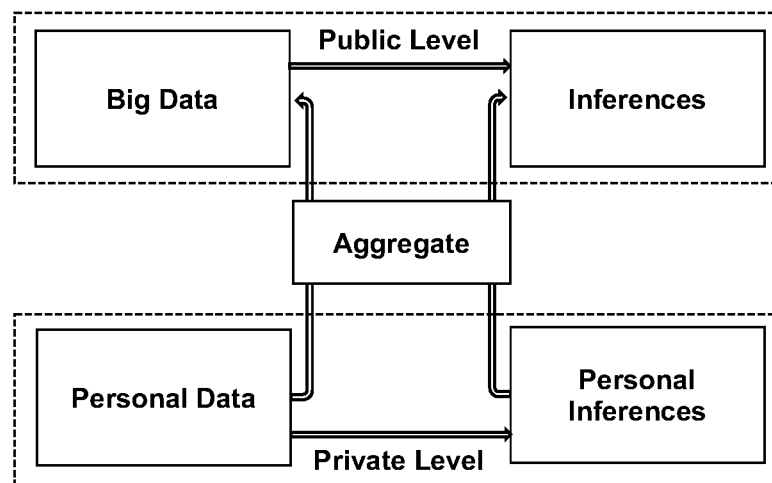 Public Level
Big Data
Inferences
Aggregate
Personal Data
Personal
Inferences
Private Level